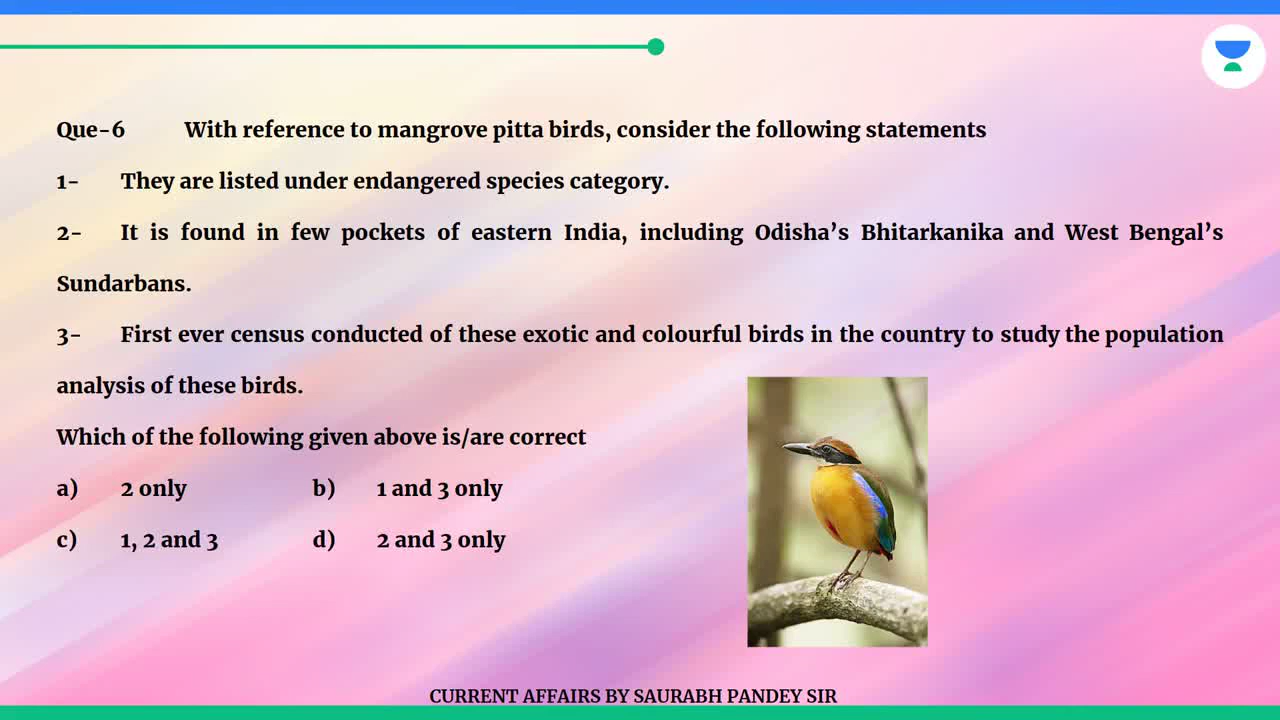 Que-6 With reference to mangrove pitta birds, consider the following statements
1- They are listed under endangered species category.
2- It is found in few pockets of eastern India, including Odisha’s Bhitarkanika and West Bengal’s
Sundarbans.
3- First ever census conducted of these exotic and colourful birds in the country to study the population
analysis of these birds.
Which of the following given above is/are correct
a) 2 only b) 1 and 3 only
c) 1, 2 and 3 d) 2 and 3 only
CURRENT AFFAIRS BY SAURABH PANDEY SIR